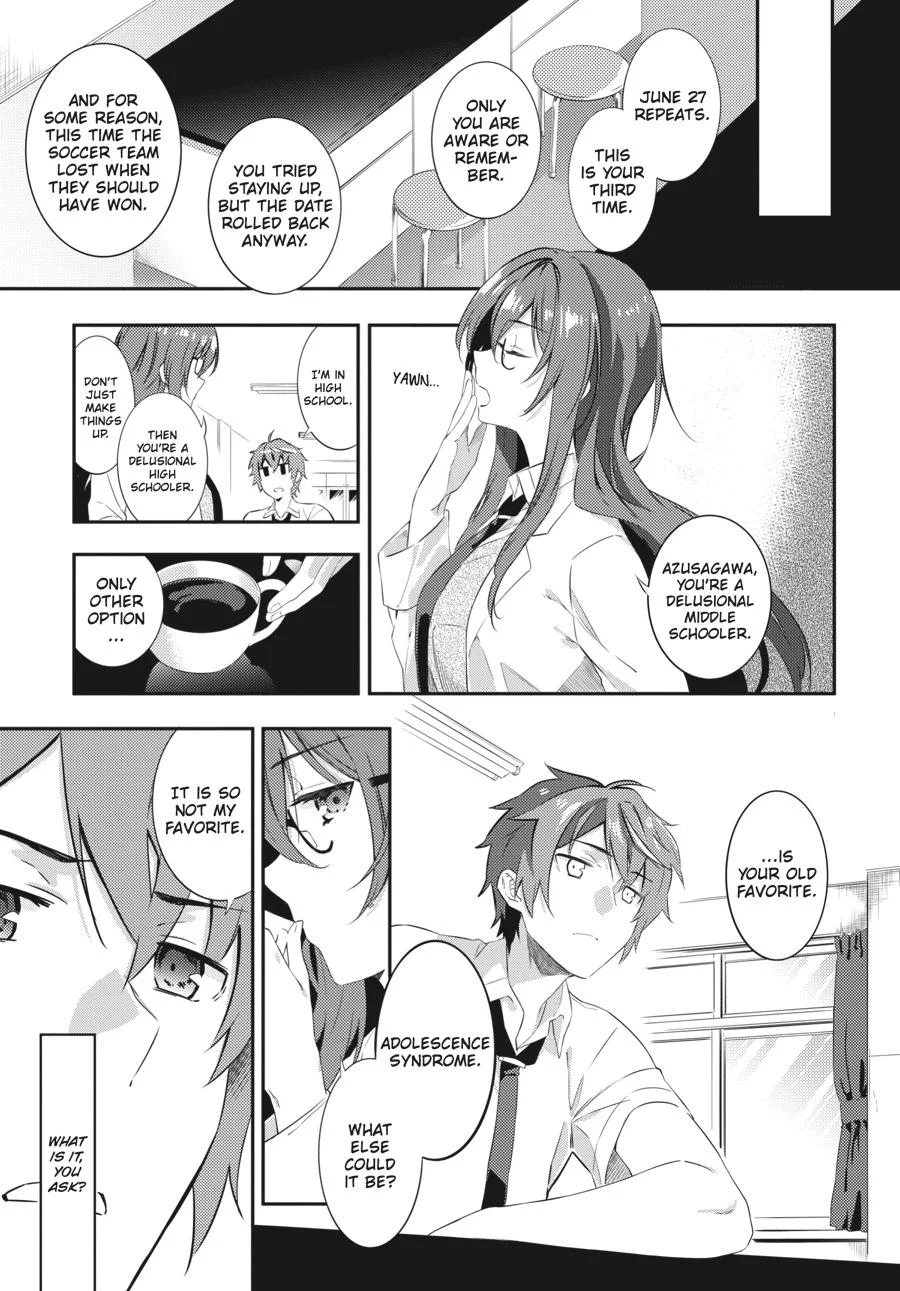 JUNE 27
REPEATS.
THIS
IS YOUR
THIRD
TIME.
ONLY
YOU ARE
AWARE OR
REMEM-
BER.
YOU TRIED
STAYING UP,
BUT THE DATE
ROLLED BACK
ANYWAY.
AND FOR
SOME REASON,
THIS TIME THE
SOCCER TEAM
LOST WHEN
THEY SHOULD
HAVE WON.
YAWN...
AZUSAGAWA,
YOU'RE A
DELUSIONAL
MIDDLE
SCHOOLER.
I'M IN
HIGH
SCHOOL.
THEN
YOU'RE A
DELUSIONAL
HIGH
SCHOOLER.
DON'T
JUST
MAKE
THINGS
UP.
ONLY
OTHER
OPTION
...
...IS
YOUR OLD
FAVORITE.
ADOLESCENCE
SYNDROME.
WHAT
ELSE
COULD
IT BE?
IT IS SO
NOT MY
FAVORITE.
WHAT
IS IT,
YOU
ASK?